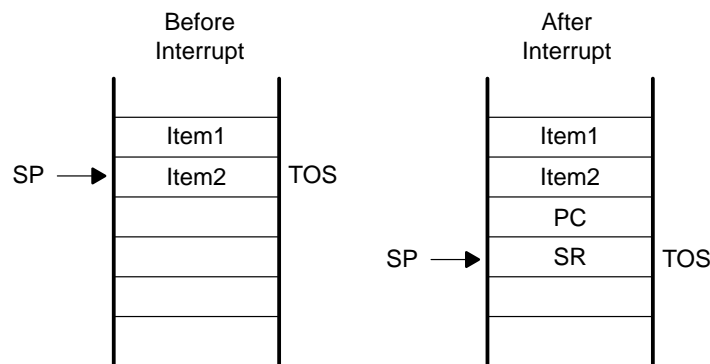 Before
Interrupt
Item1
SP
Item2
TOS
After
Interrupt
Item1
Item2
PC
SP
SR
TOS